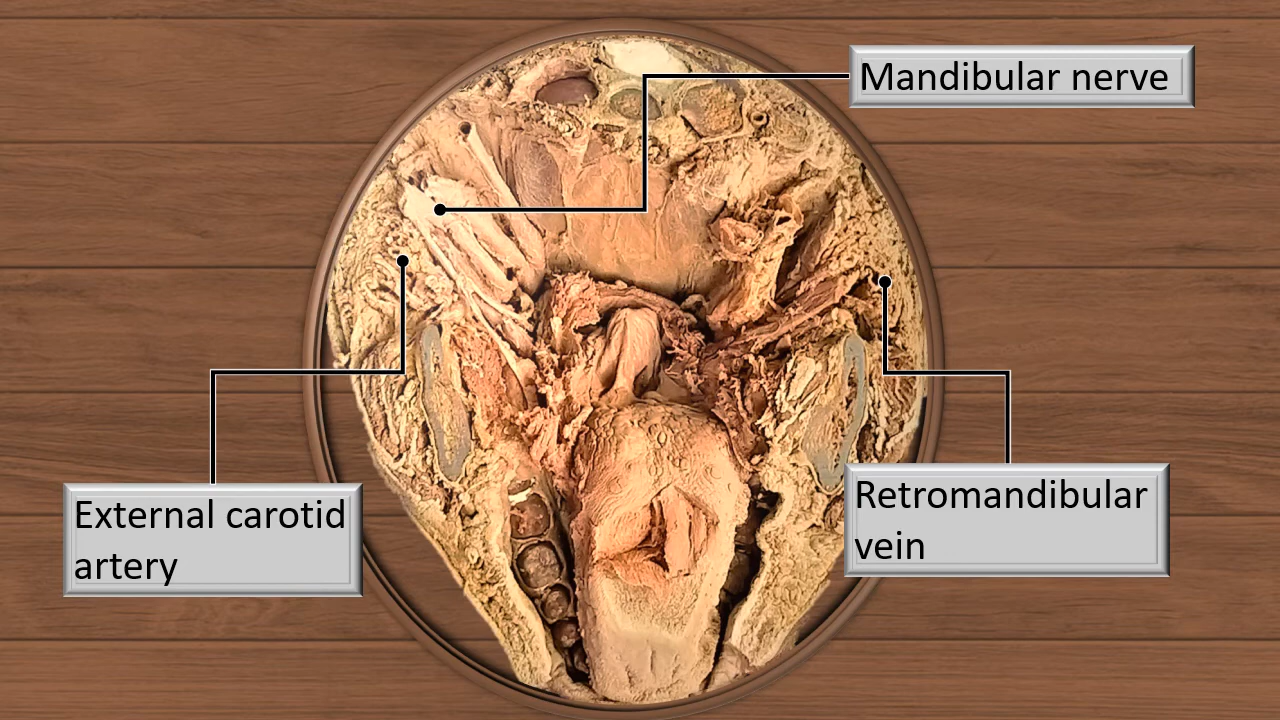 Mandibular nerve
External carotid
artery
Retromandibular
vein